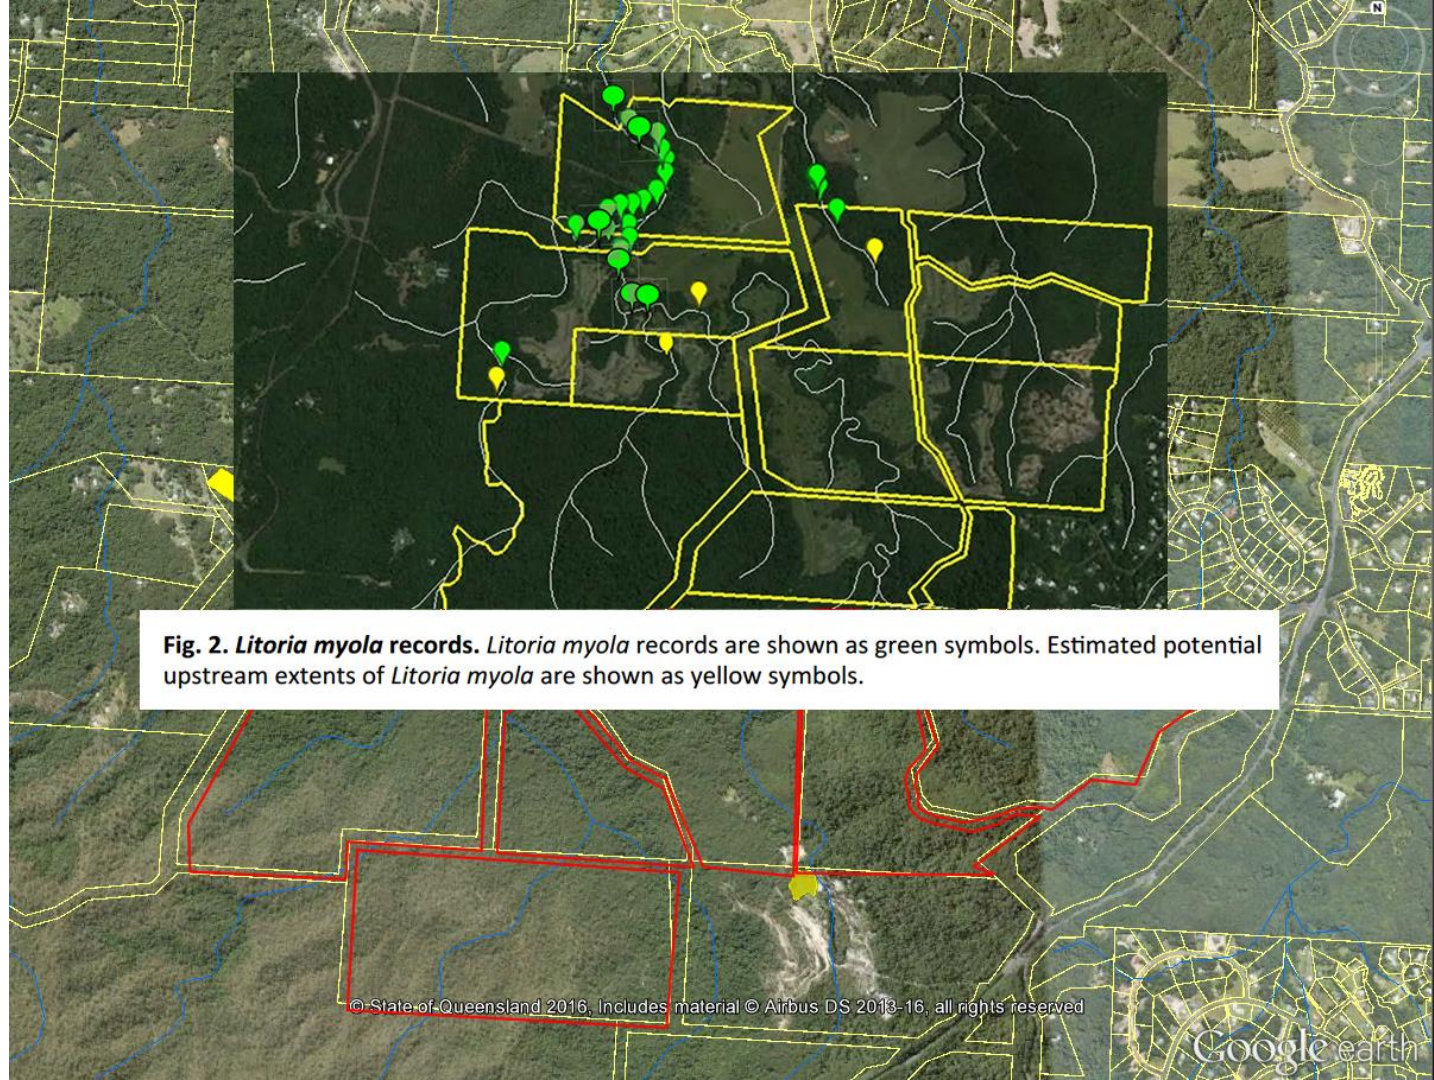 N
Fig. 2. Litoria myola records. Litoria myola records are shown as green symbols. Estimated potential
upstream extents of Litoria myola are shown as yellow symbols.
© State of Queensland 2016, Includes material © Airbus DS 2013-16, all rights reserved
Google earth